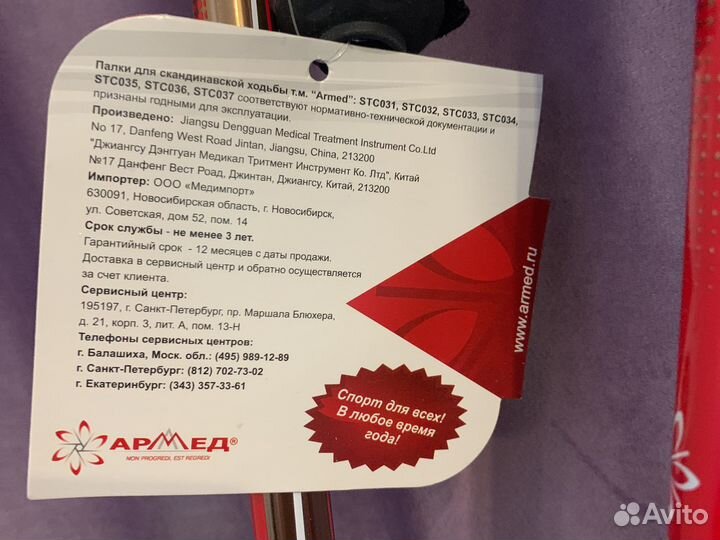 Палки для скандинавской ходьбы т.м. "Armed": STC031, STC032, STC033, STC034,
STC035, STC036, STC037 соответствуют нормативно-технической документации и
признаны годными для эксплуатации.
Произведено: Jiangsu Dengguan Medical Treatment Instrument Co.Ltd
No 17, Danfeng West Road Jintan, Jiangsu, China, 213200
"Джиангсу Дэнггуан Медикал Тритмент Инструмент Ко. Лтд", Китай
№17 Данфенг Вест Роад, Джинтан, Джиангсу, Китай, 213200
Импортер: ООО «Медимпорт»
630091, Новосибирская область, г. Новосибирск,
ул. Советская, дом 52, пом. 14
Срок службы - не менее 3 лет.
Гарантийный срок - 12 месяцев с даты продажи.
Доставка в сервисный центр и обратно осуществляется
за счет клиента.
Сервисный центр:
195197, г. Санкт-Петербург, пр. Маршала Блюхера,
д. 21, корп. 3, лит. А, пом. 13-Н
Телефоны сервисных центров:
г. Балашиха, Моск. обл.: (495) 989-12-89
г. Санкт-Петербург: (812) 702-73-02
г. Екатеринбург: (343) 357-33-61
www.armed.ru
Спорт для всех!
В любое время
года!
АРМЕД®
NON PROGREDI, EST REGREDI
Avito